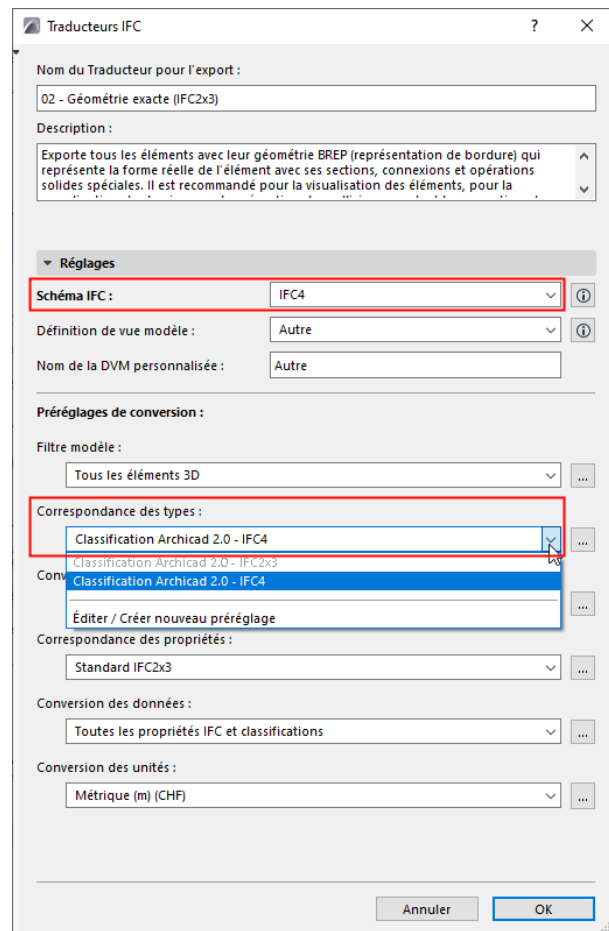 Traducteurs IFC
?
Nom du Traducteur pour l'export :
02 - Géométrie exacte (IFC2x3)
Description :
Exporte tous les éléments avec leur géométrie BREP (représentation de bordure) qui
représente la forme réelle de l'élément avec ses sections, connexions et opérations
solides spéciales. Il est recommandé pour la visualisation des éléments, pour la
Réglages
Schéma IFC :
IFC4
Définition de vue modèle :
Autre
Nom de la DVM personnalisée :
Autre
Préréglages de conversion :
Filtre modèle :
Tous les éléments 3D
...
Correspondance des types :
Classification Archicad 2.0 - IFC4
...
Classification Archicad 2.0 - IFC2x3
Conv
Classification Archicad 2.0 - IFC4
...
Éditer / Créer nouveau préréglage
Correspondance des propriétés :
Standard IFC2x3
...
Conversion des données :
Toutes les propriétés IFC et classifications
...
Conversion des unités :
Métrique (m) (CHF)
...
Annuler
OK